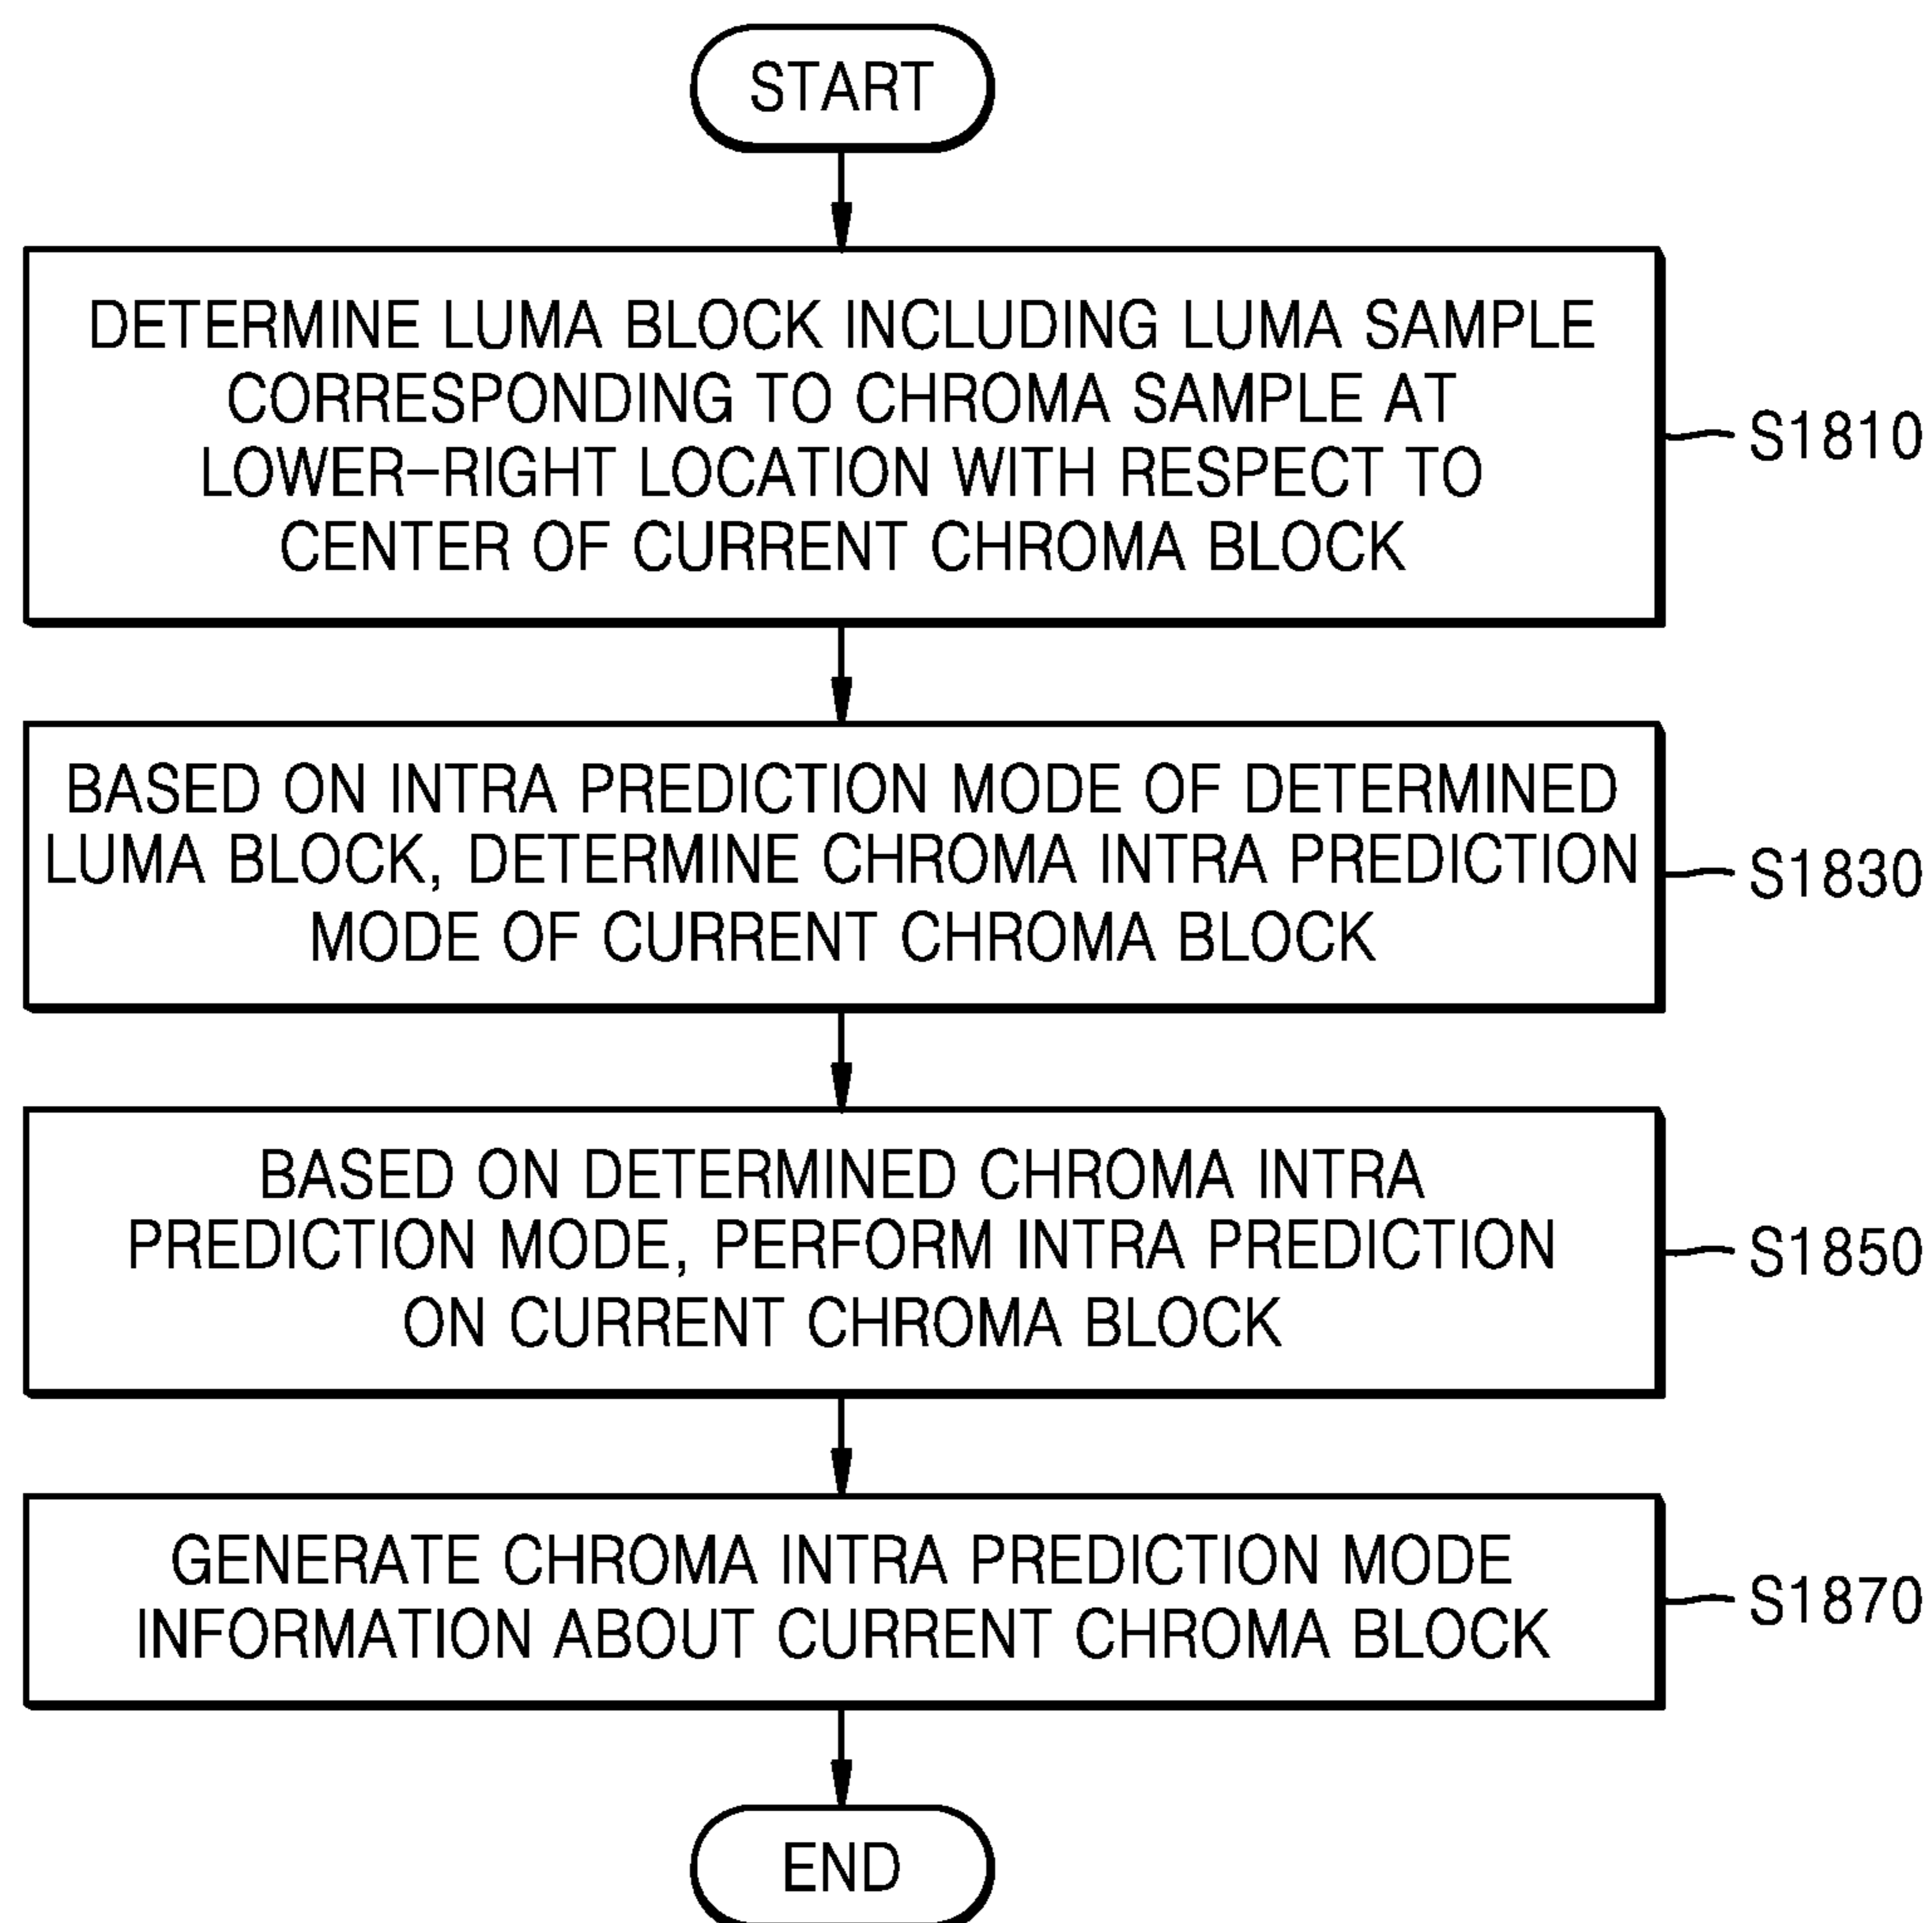 START
DETERMINE LUMA BLOCK INCLUDING LUMA SAMPLE
CORRESPONDING TO CHROMA SAMPLE AT
LOWER-RIGHT LOCATION WITH RESPECT TO
CENTER OF CURRENT CHROMA BLOCK
S1810
BASED ON INTRA PREDICTION MODE OF DETERMINED
LUMA BLOCK, DETERMINE CHROMA INTRA PREDICTION
MODE OF CURRENT CHROMA BLOCK
S1830
BASED ON DETERMINED CHROMA INTRA
PREDICTION MODE, PERFORM INTRA PREDICTION
ON CURRENT CHROMA BLOCK
S1850
GENERATE CHROMA INTRA PREDICTION MODE
INFORMATION ABOUT CURRENT CHROMA BLOCK
S1870
END